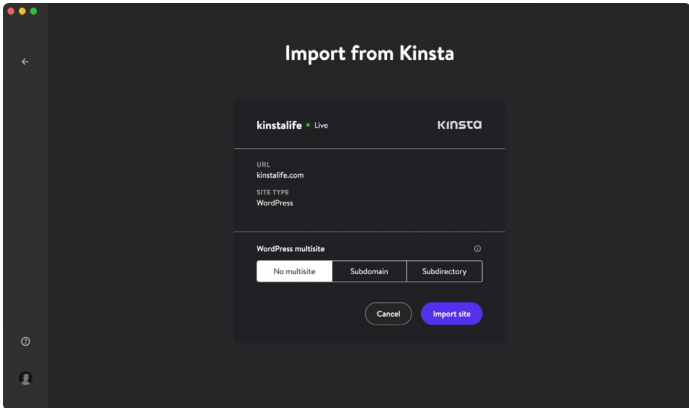 Import from Kinsta
kinstalife • Live
KINSTA
URL
kinstalife.com
SITE TYPE
WordPress
WordPress multisite
No multisite Subdomain Subdirectory
Cancel Import site